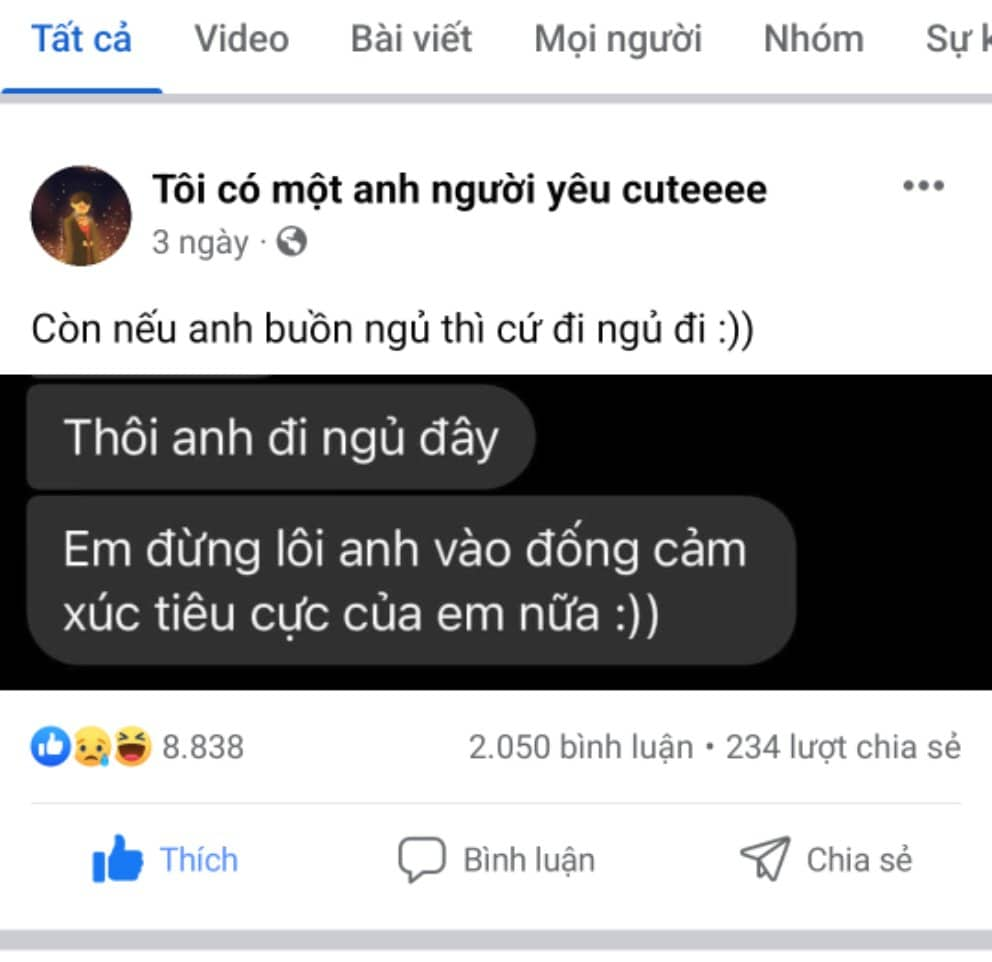 Tất cả Video Bài viết Mọi người Nhóm Sự
Tôi có một anh người yêu cuteeee
3 ngày ·
Còn nếu anh buồn ngủ thì cứ đi ngủ đi :))
Thôi anh đi ngủ đây
Em đừng lôi anh vào đống cảm
xúc tiêu cực của em nữa :))
8.838 2.050 bình luận • 234 lượt chia sẻ
Thích Bình luận Chia sẻ